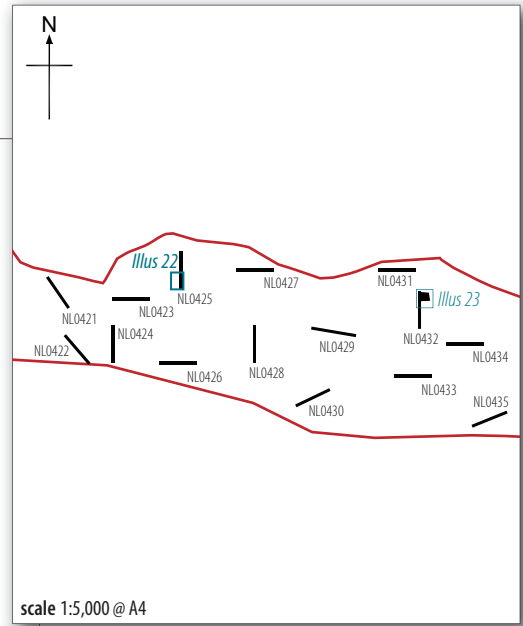 N
Illus 22
NL0425
NL0427
NL0431
Illus 23
NL0421
NL0423
NL0432
NL0424
NL0422
NL0429
NL0434
NL0426
NL0428
NL0433
NL0430
NL0435
scale 1:5,000 @ A4